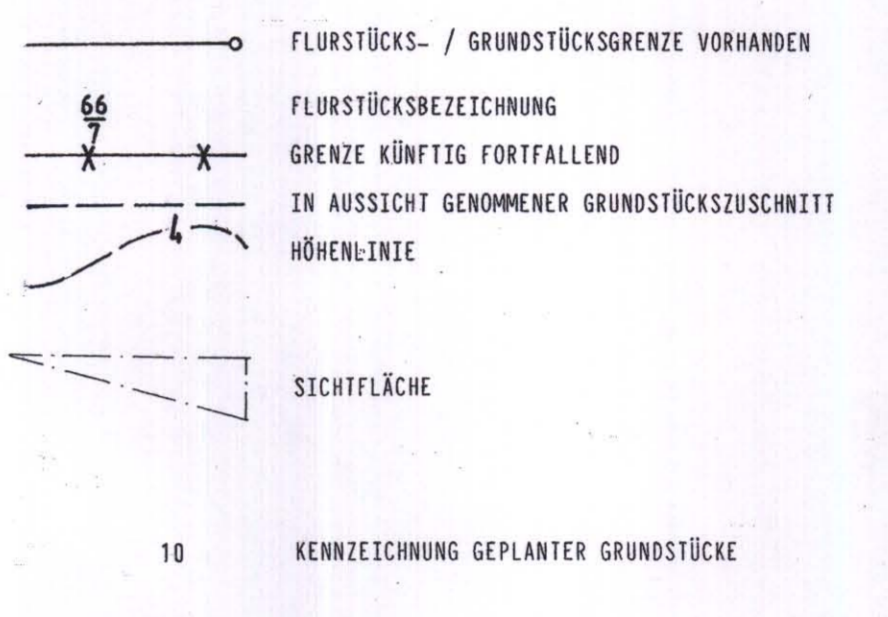 FLURSTÜCKS- / GRUNDSTÜCKSGRENZE VORHANDEN
66
7
FLURSTÜCKSBEZEICHNUNG
GRENZE KÜNFTIG FORTFALLEND
IN AUSSICHT GENOMMENER GRUNDSTÜCKSZUSCHNITT
4
HÖHENLINIE
SICHTFLÄCHE
10 KENNZEICHNUNG GEPLANTER GRUNDSTÜCKE